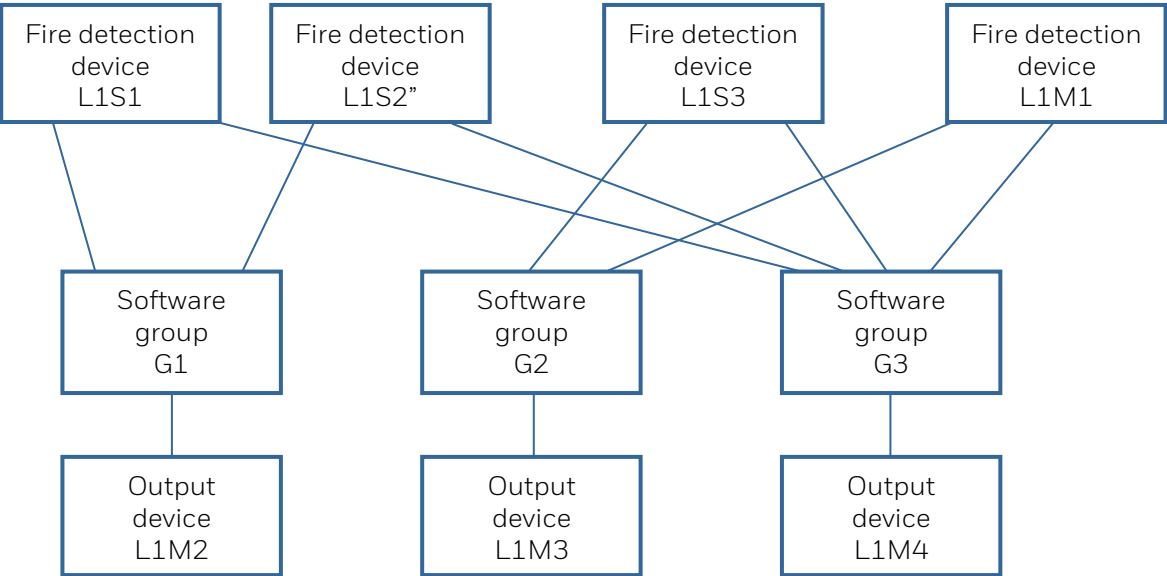 Fire detection
device
L1S1
Fire detection
device
L1S2”
Fire detection
device
L1S3
Fire detection
device
L1M1
Software
group
G1
Software
group
G2
Software
group
G3
Output
device
L1M2
Output
device
L1M3
Output
device
L1M4